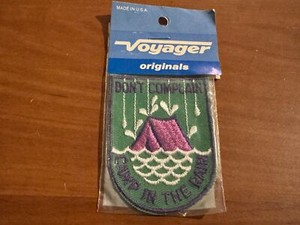 MADE IN U.S.A.
Voyager
originals
DON'T COMPLAIN
CAMP IN THE RAIN